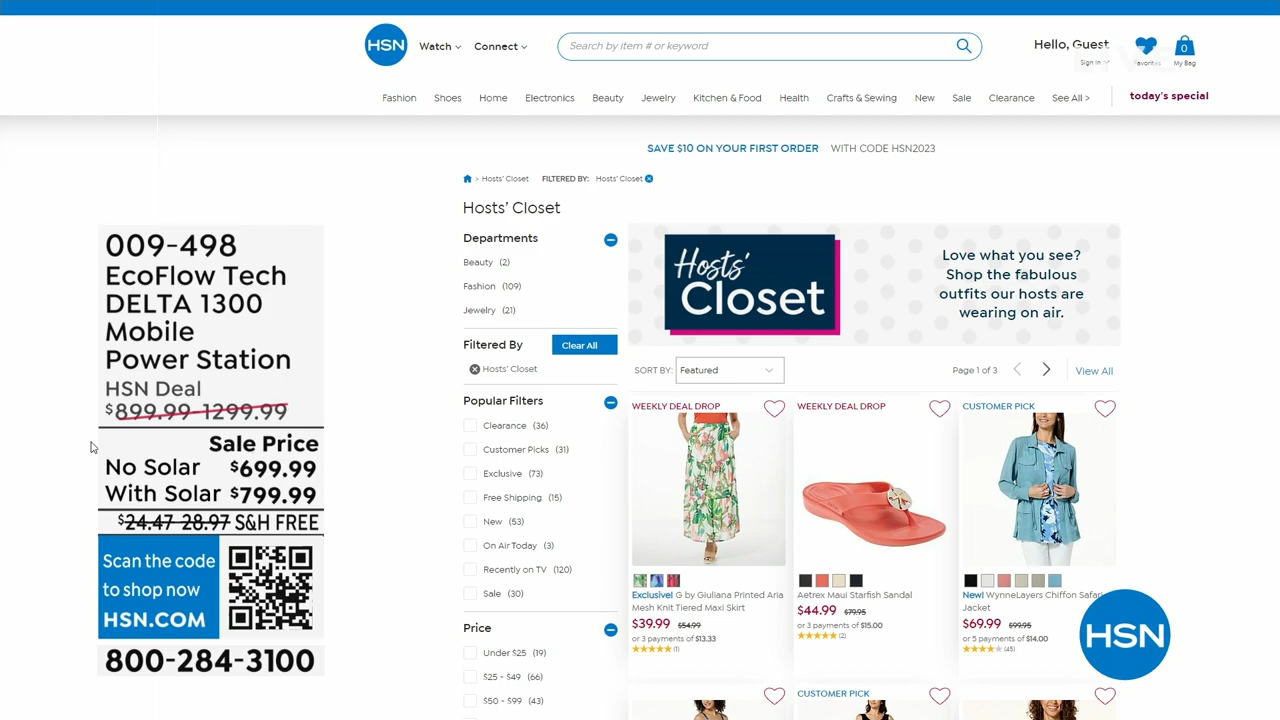 HSN
Watch
Connect
Search by item # or keyword
Hello, Guest
Sign In
Favorites
0
My Bag
Fashion
Shoes
Home
Electronics
Beauty
Jewelry
Kitchen & Food
Health
Crafts & Sewing
New
Sale
Clearance
See All >
today's special
SAVE $10 ON YOUR FIRST ORDER WITH CODE HSN2023
> Hosts' Closet FILTERED BY: Hosts' Closet
Hosts' Closet
009-498
EcoFlow Tech
DELTA 1300
Mobile
Power Station
HSN Deal
$899.99-1299.99
Sale Price
No Solar $699.99
With Solar $799.99
$24.47-28.97 S&H FREE
Scan the code
to shop now
HSN.COM
800-284-3100
Departments
Beauty (2)
Fashion (109)
Jewelry (21)
Filtered By
Clear All
Hosts' Closet
Popular Filters
Clearance (36)
Customer Picks (31)
Exclusive (73)
Free Shipping (15)
New (53)
On Air Today (3)
Recently on TV (120)
Sale (30)
Price
Under $25 (19)
$25 - $49 (66)
$50 - $99 (43)
Hosts'
Closet
Love what you see?
Shop the fabulous
outfits our hosts are
wearing on air.
SORT BY: Featured
Page 1 of 3
View All
WEEKLY DEAL DROP
Exclusive! G by Giuliana Printed Aria
Mesh Knit Tiered Maxi Skirt
$39.99 $54.99
or 3 payments of $13.33
(1)
WEEKLY DEAL DROP
Aetrex Maui Starfish Sandal
$44.99 $79.95
or 3 payments of $15.00
(2)
CUSTOMER PICK
New! WynneLayers Chiffon Safari
Jacket
$69.99 $99.95
or 5 payments of $14.00
(45)
CUSTOMER PICK
HSN